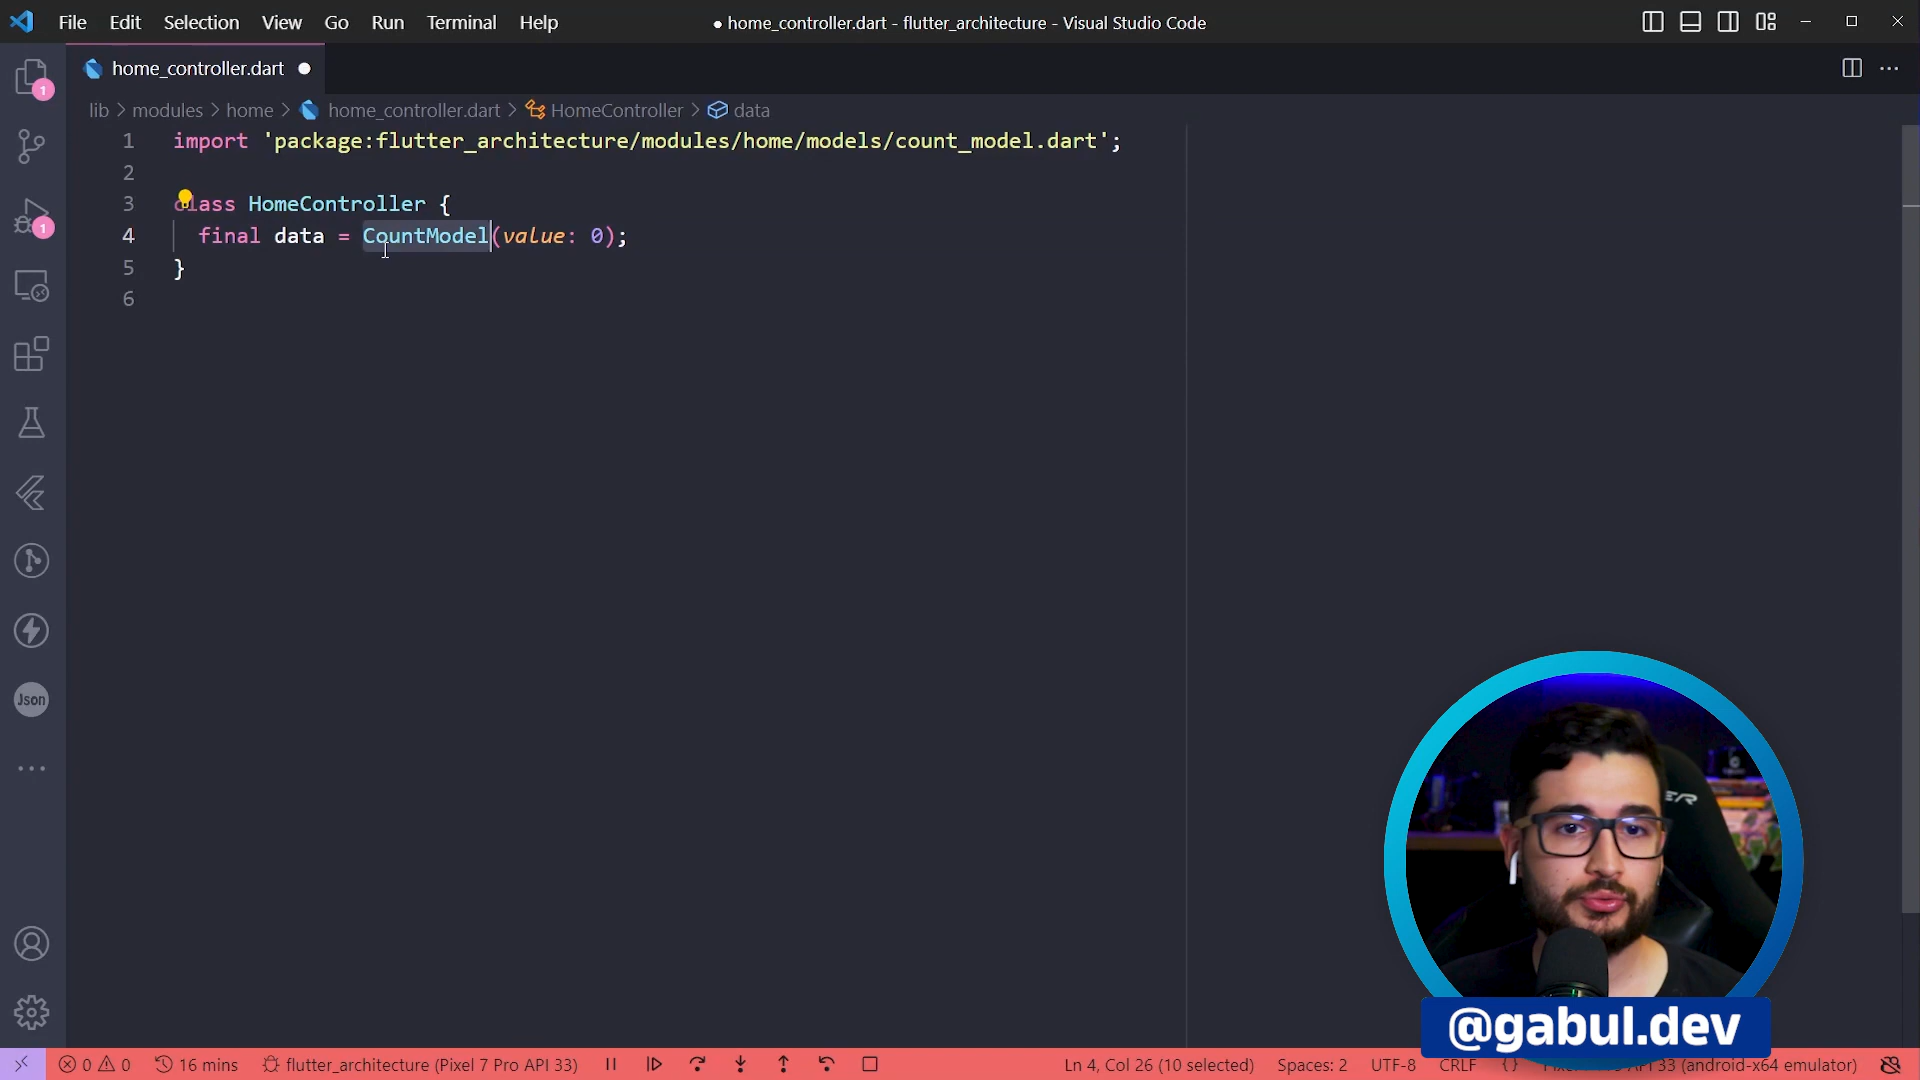 File Edit Selection View Go Run Terminal Help
● home_controller.dart - flutter_architecture - Visual Studio Code
home_controller.dart ●
lib > modules > home > home_controller.dart > HomeController > data
1 import 'package:flutter_architecture/modules/home/models/count_model.dart';
2
3 class HomeController {
4 final data = CountModel(value: 0);
5 }
6
1
1
Json
@gabul.dev
0 0 16 mins flutter_architecture (Pixel 7 Pro API 33) Ln 4, Col 26 (10 selected) Spaces: 2 UTF-8 CRLF {} API 33 (android-x64 emulator)